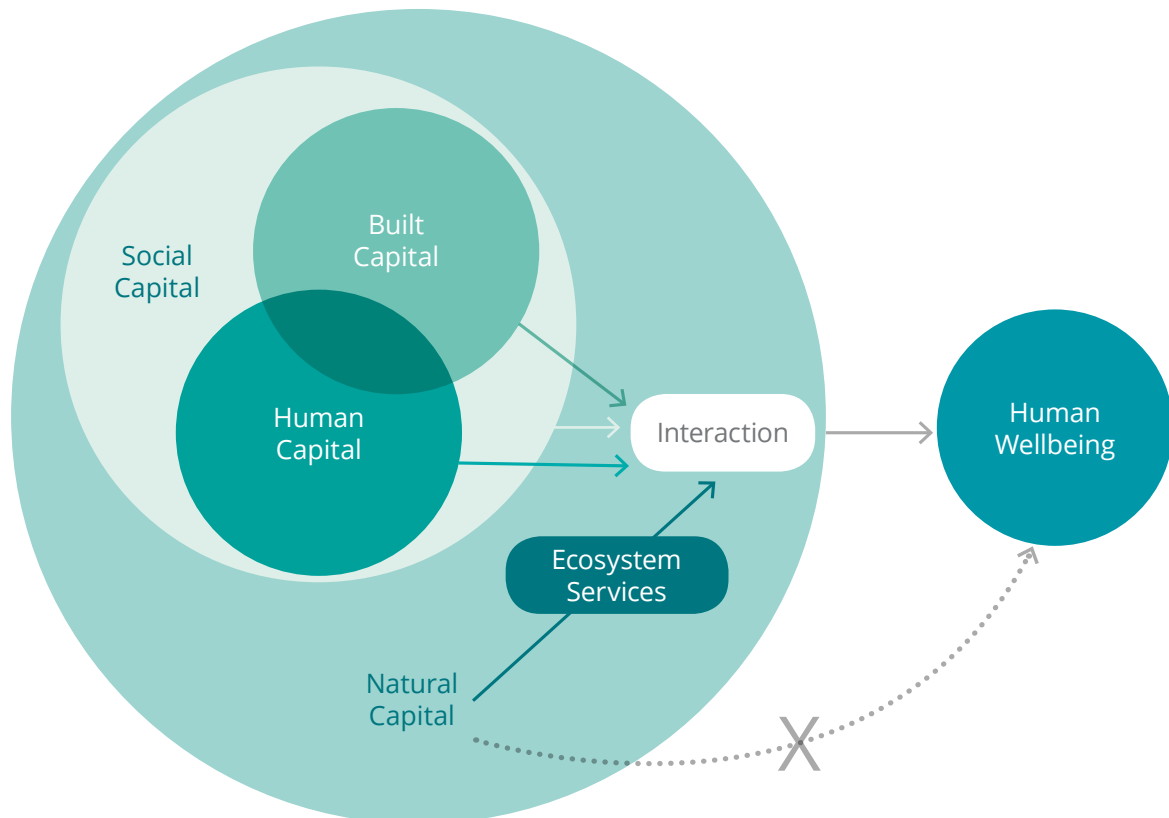 Built
Capital
Social
Capital
Human
Capital
Interaction
Human
Wellbeing
Ecosystem
Services
Natural
Capital
X